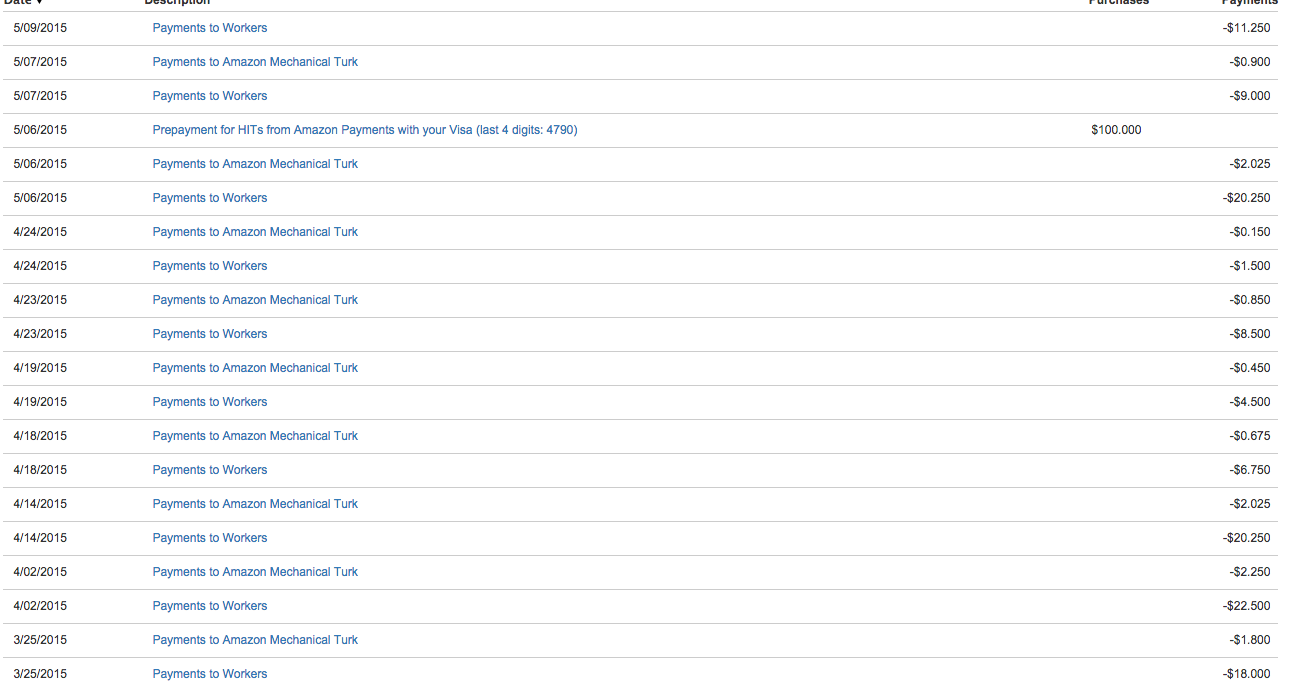 Date ▼ Description Purchases Payments
5/09/2015 Payments to Workers -$11.250
5/07/2015 Payments to Amazon Mechanical Turk -$0.900
5/07/2015 Payments to Workers -$9.000
5/06/2015 Prepayment for HITs from Amazon Payments with your Visa (last 4 digits: 4790) $100.000
5/06/2015 Payments to Amazon Mechanical Turk -$2.025
5/06/2015 Payments to Workers -$20.250
4/24/2015 Payments to Amazon Mechanical Turk -$0.150
4/24/2015 Payments to Workers -$1.500
4/23/2015 Payments to Amazon Mechanical Turk -$0.850
4/23/2015 Payments to Workers -$8.500
4/19/2015 Payments to Amazon Mechanical Turk -$0.450
4/19/2015 Payments to Workers -$4.500
4/18/2015 Payments to Amazon Mechanical Turk -$0.675
4/18/2015 Payments to Workers -$6.750
4/14/2015 Payments to Amazon Mechanical Turk -$2.025
4/14/2015 Payments to Workers -$20.250
4/02/2015 Payments to Amazon Mechanical Turk -$2.250
4/02/2015 Payments to Workers -$22.500
3/25/2015 Payments to Amazon Mechanical Turk -$1.800
3/25/2015 Payments to Workers -$18.000